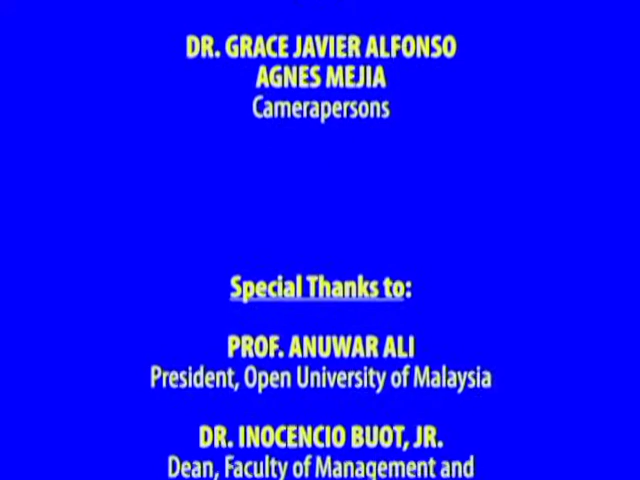 DR. GRACE JAVIER ALFONSO
AGNES MEJIA
Camerapersons
Special Thanks to:
PROF. ANUWAR ALI
President, Open University of Malaysia
DR. INOCENCIO BUOT, JR.
Dean, Faculty of Management and